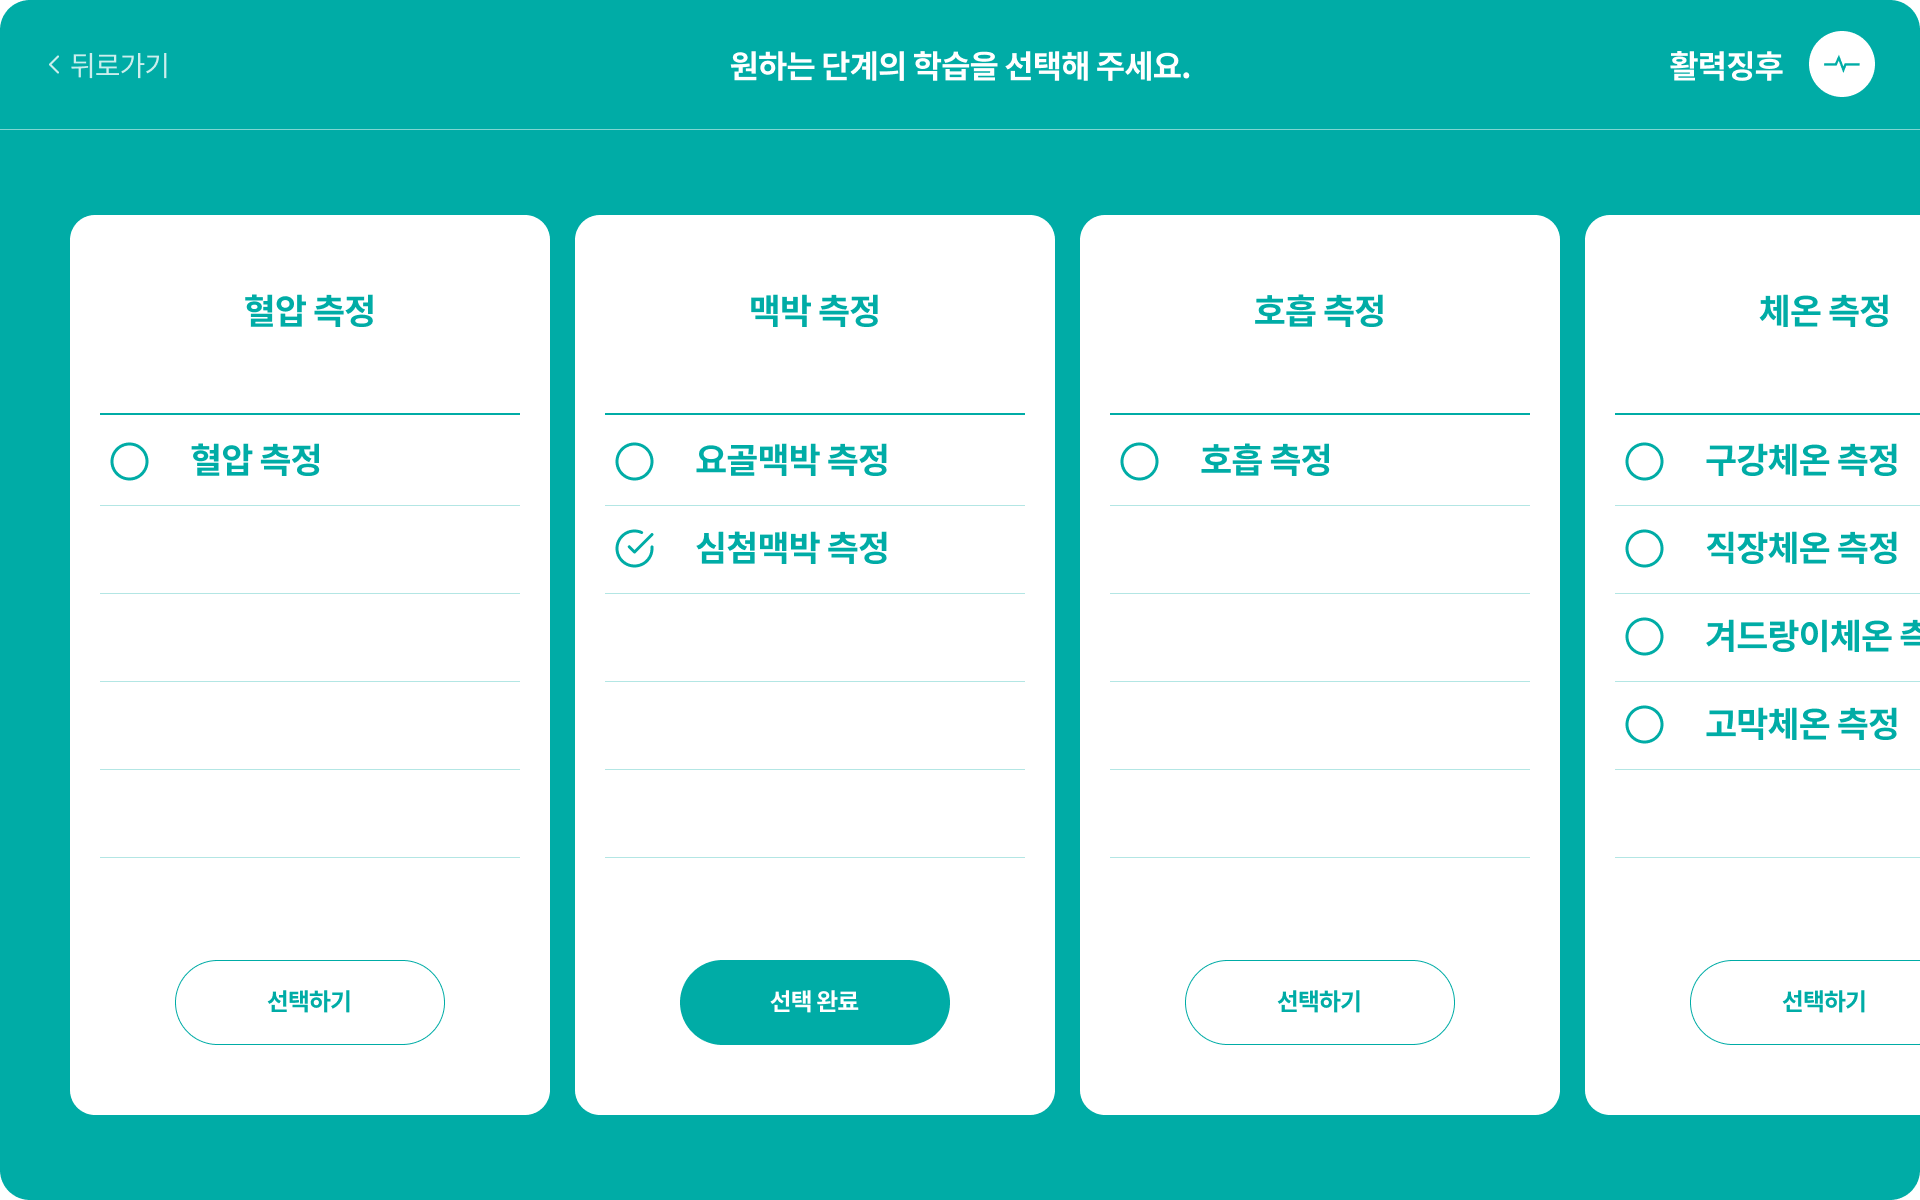 뒤로가기
원하는 단계의 학습을 선택해 주세요.
활력징후
혈압 측정
혈압 측정
선택하기
맥박 측정
요골맥박 측정
심첨맥박 측정
선택 완료
호흡 측정
호흡 측정
선택하기
체온 측정
구강체온 측정
직장체온 측정
겨드랑이체온
고막체온 측정
선택하기